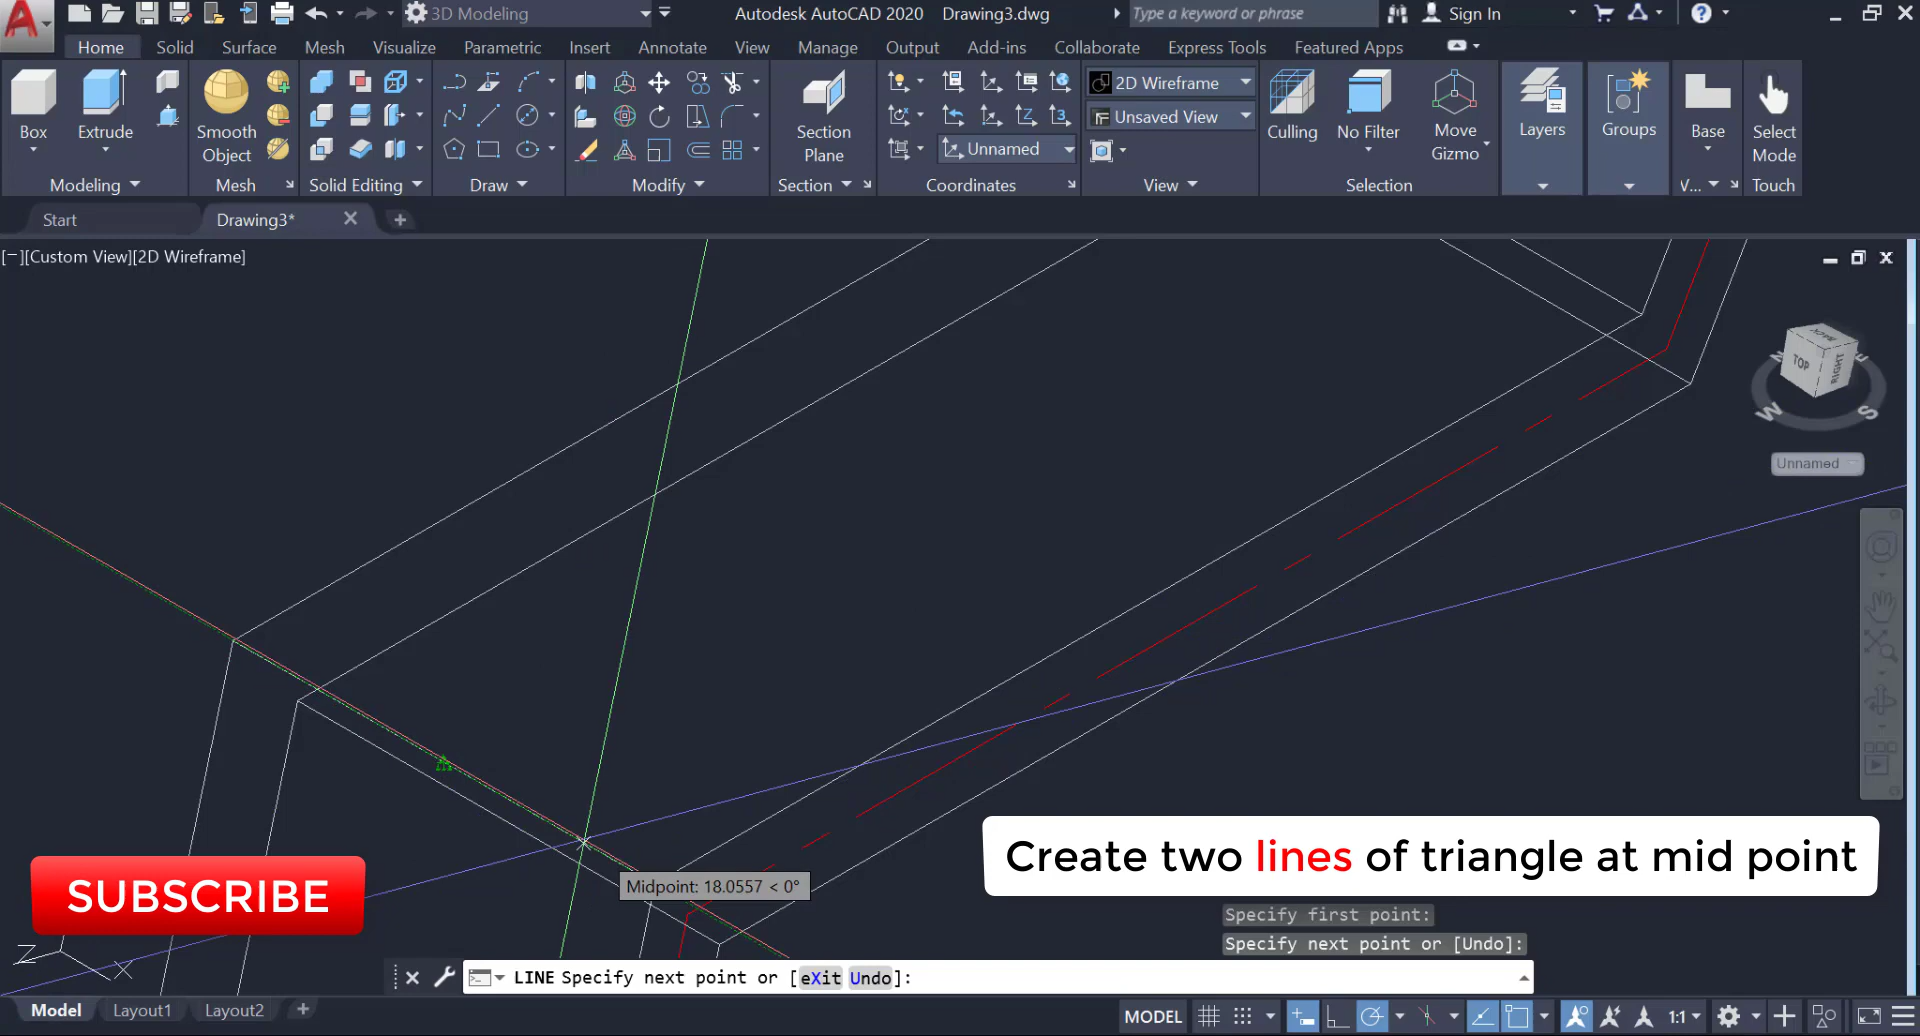 3D Modeling
Autodesk AutoCAD 2020 Drawing3.dwg
Type a keyword or phrase
Sign In
Home Solid Surface Mesh Visualize Parametric Insert Annotate View Manage Output Add-ins Collaborate Express Tools Featured Apps
Box
Extrude
Smooth
Object
Section
Plane
2D Wireframe
Unsaved View
Unnamed
Culling
No Filter
Move
Gizmo
Layers
Groups
Base
Select
Mode
Modeling Mesh Solid Editing Draw Modify Section Coordinates View Selection V... Touch
Start Drawing3*
[−][Custom View][2D Wireframe]
TOP
BACK
RIGHT
W
S
E
Unnamed
Midpoint: 18.0557 < 0°
Create two lines of triangle at mid point
SUBSCRIBE
Specify first point:
Specify next point or [Undo]:
Z
X
LINE Specify next point or [eXit Undo]:
Model Layout1 Layout2
MODEL
1:1